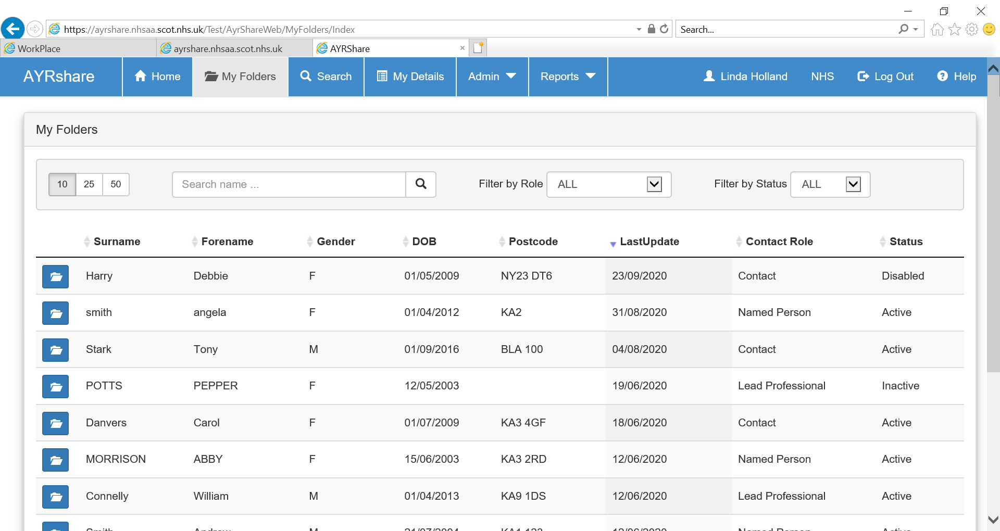 https://ayrshare.nhsaa.scot.nhs.uk/Test/AyrShareWeb/MyFolders/Index Search...
WorkPlace ayrshare.nhsaa.scot.nhs.uk AYRShare
AYRshare Home My Folders Search My Details Admin Reports Linda Holland NHS Log Out Help
My Folders
10 25 50 Search name ... Filter by Role ALL Filter by Status ALL
Surname Forename Gender DOB Postcode LastUpdate Contact Role Status
Harry Debbie F 01/05/2009 NY23 DT6 23/09/2020 Contact Disabled
smith angela F 01/04/2012 KA2 31/08/2020 Named Person Active
Stark Tony M 01/09/2016 BLA 100 04/08/2020 Contact Active
POTTS PEPPER F 12/05/2003 19/06/2020 Lead Professional Inactive
Danvers Carol F 01/07/2009 KA3 4GF 18/06/2020 Contact Active
MORRISON ABBY F 15/06/2003 KA3 2RD 12/06/2020 Named Person Active
Connelly William M 01/04/2013 KA9 1DS 12/06/2020 Lead Professional Active